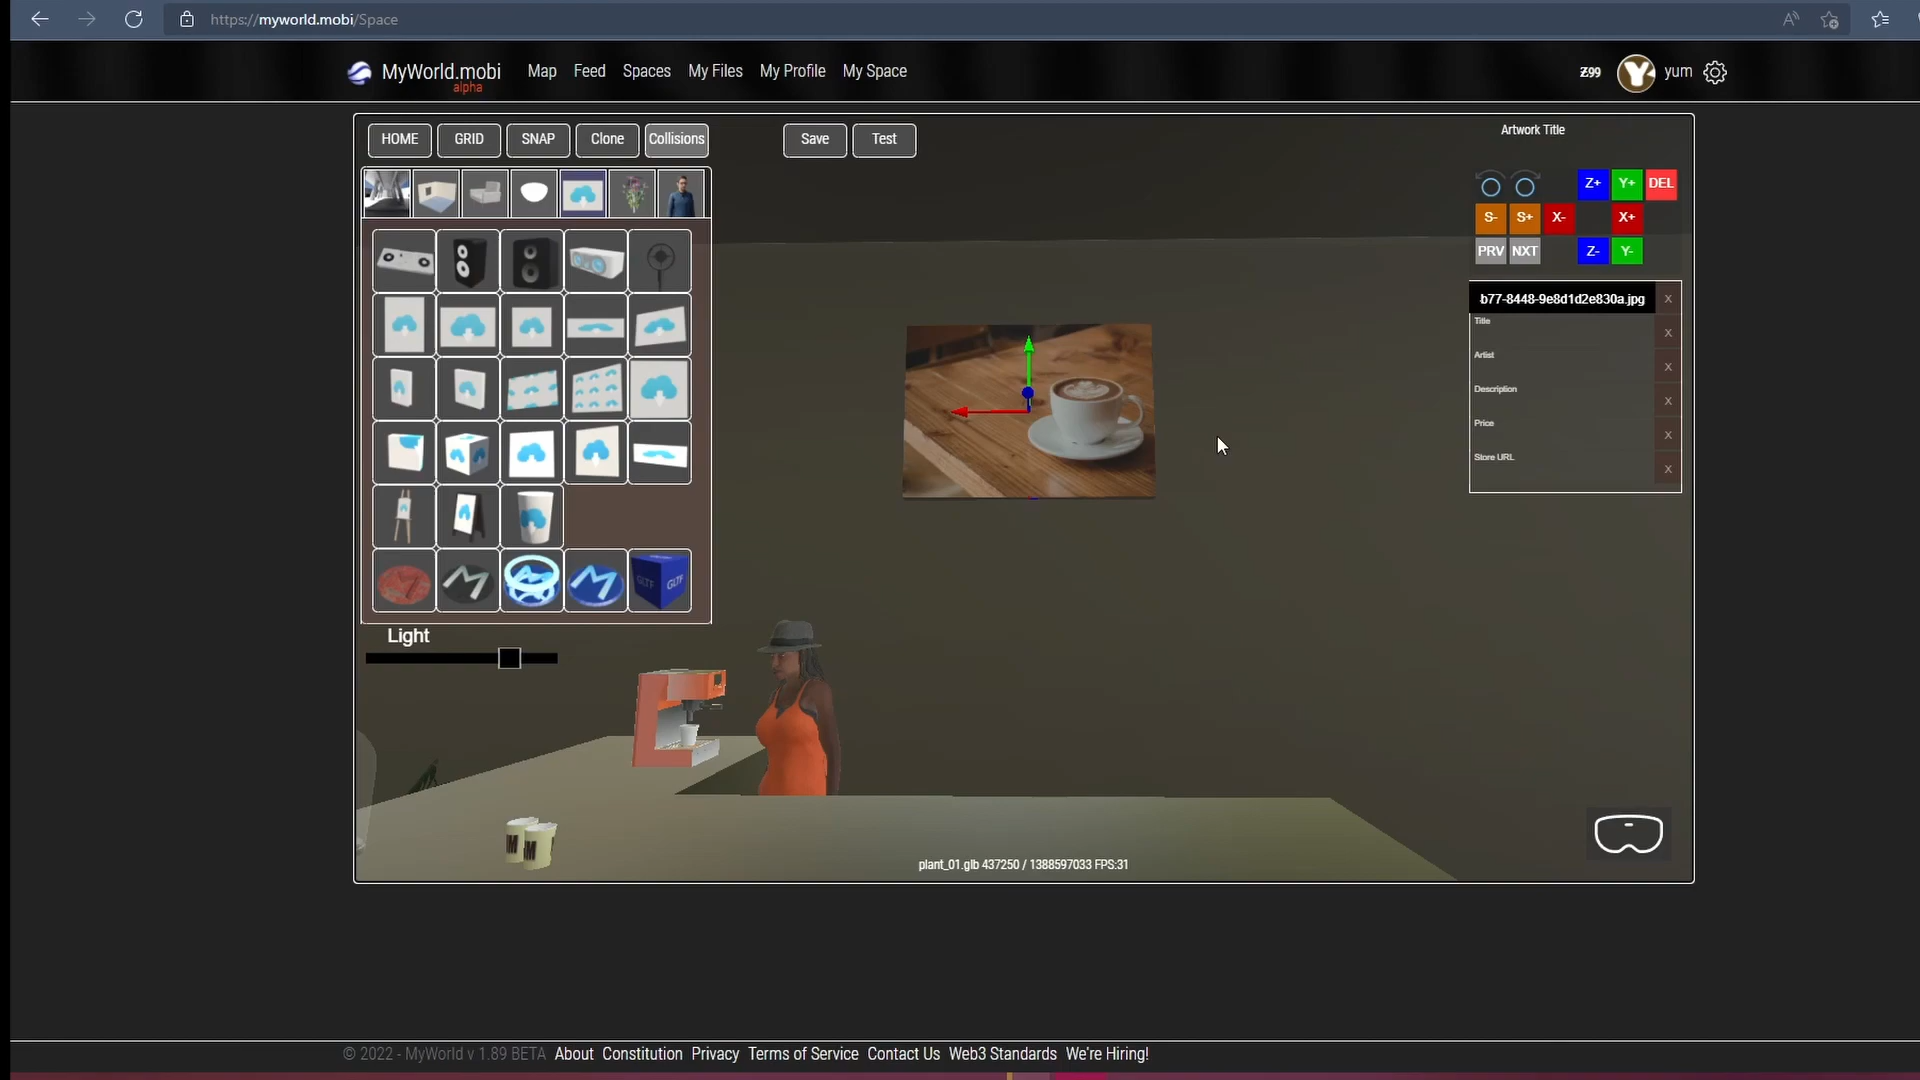 https://myworld.mobi/Space
MyWorld.mobi
alpha
Map Feed Spaces My Files My Profile My Space
Ƶ99 yum
HOME GRID SNAP Clone Collisions Save Test
Artwork Title
Z+ Y+ DEL
S- S+ X- X+
PRV NXT Z- Y-
b77-8448-9e8d1d2e830a.jpg X
Title X
Artist X
Description X
Price X
Store URL X
GLTF GLTF
Light
M M
plant_01.glb 437250 / 1388597033 FPS:31
© 2022 - MyWorld v 1.89 BETA About Constitution Privacy Terms of Service Contact Us Web3 Standards We're Hiring!